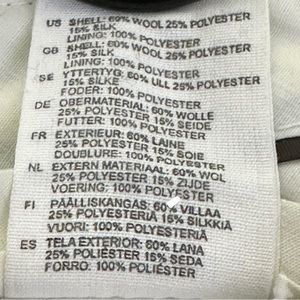 US SHELL: 60% WOOL 25% POLYESTER
15% SILK
LINING: 100% POLYESTER
GB SHELL: 60% WOOL 25% POLYESTER
15% SILK
LINING: 100% POLYESTER
SE YTTERTYG: 60% ULL 25% POLYESTER
15% SILKE
FODER: 100% POLYESTER
DE OBERMATERIAL: 60% WOLLE
25% POLYESTER 15% SEIDE
FUTTER: 100% POLYESTER
FR EXTERIEUR: 60% LAINE
25% POLYESTER 15% SOIE
DOUBLURE: 100% POLYESTER
NL EXTERN MATERIAAL: 60% WOL
25% POLYESTER 15% ZIJDE
VOERING: 100% POLYESTER
FI PÄÄLLISKANGAS: 60% VILLAA
25% POLYESTERIA 15% SILKKIÄ
VUORI: 100% POLYESTERIA
ES TELA EXTERIOR: 60% LANA
25% POLIÉSTER 15% SEDA
FORRO: 100% POLIÉSTER